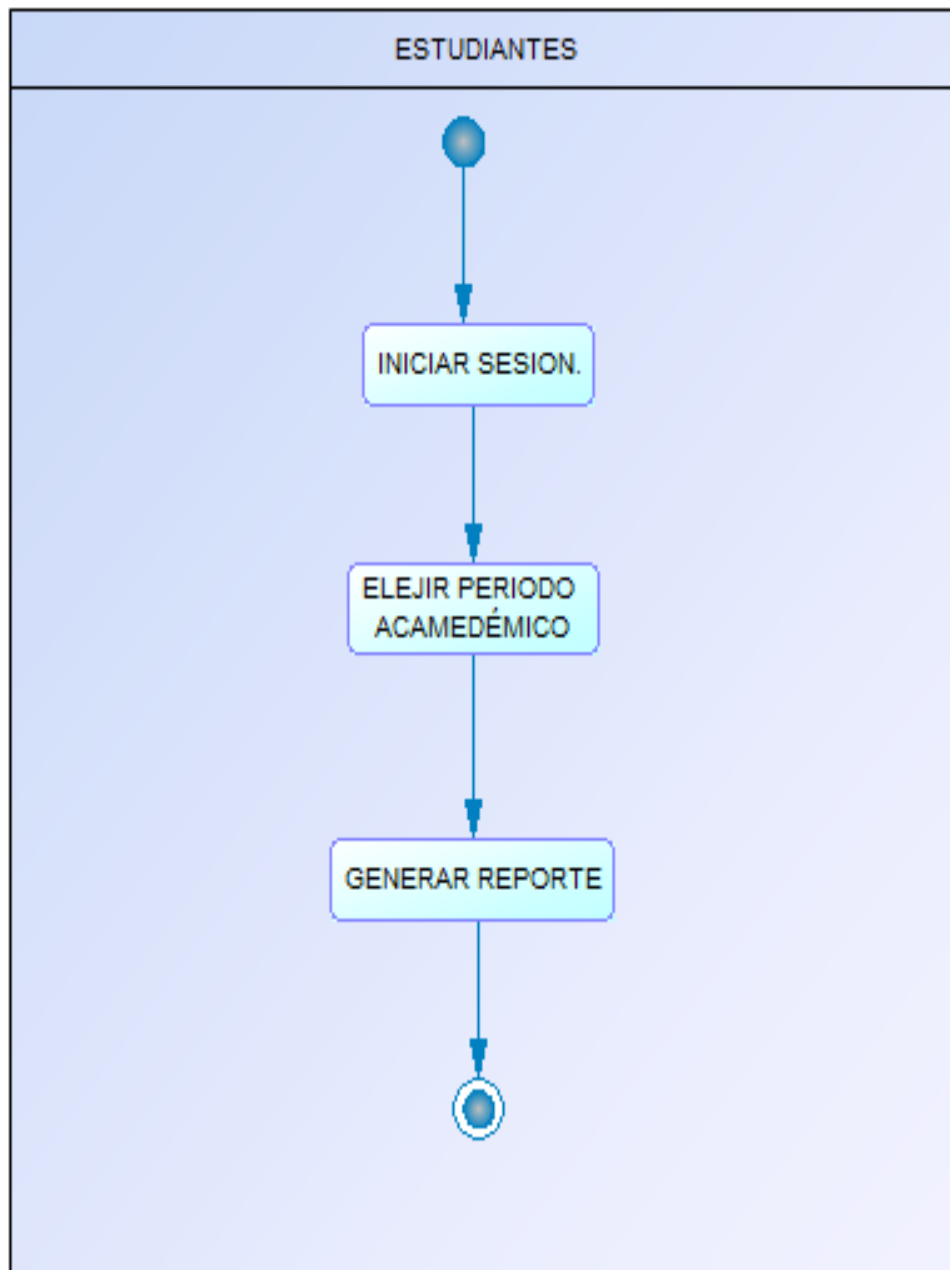 ESTUDIANTES
INICIAR SESION.
ELEJIR PERIODO
ACAMEDÉMICO
GENERAR REPORTE